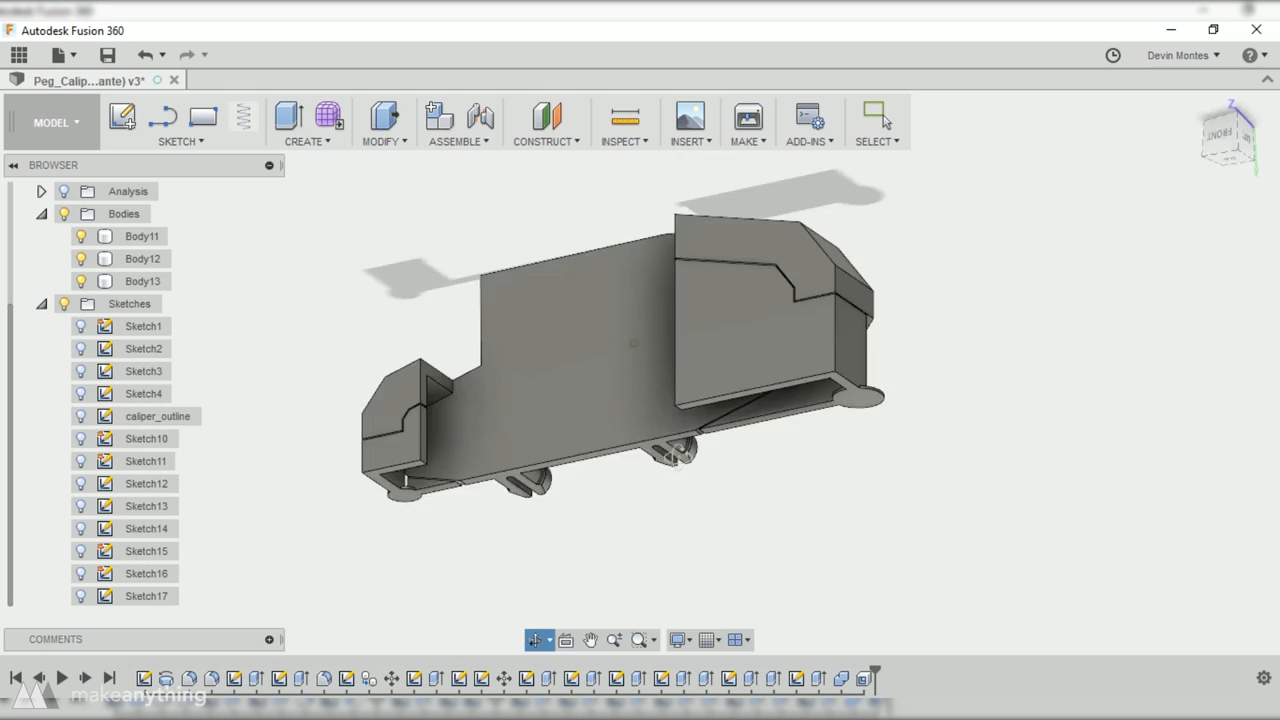 Autodesk Fusion 360
Devin Montes
Peg_Calip...ante) v3*
MODEL
SKETCH
CREATE
MODIFY
ASSEMBLE
CONSTRUCT
INSPECT
INSERT
MAKE
ADD-INS
SELECT
Z
FRONT
BROWSER
Analysis
Bodies
Body11
Body12
Body13
Sketches
Sketch1
Sketch2
Sketch3
Sketch4
caliper_outline
Sketch10
Sketch11
Sketch12
Sketch13
Sketch14
Sketch15
Sketch16
Sketch17
COMMENTS
makeanything